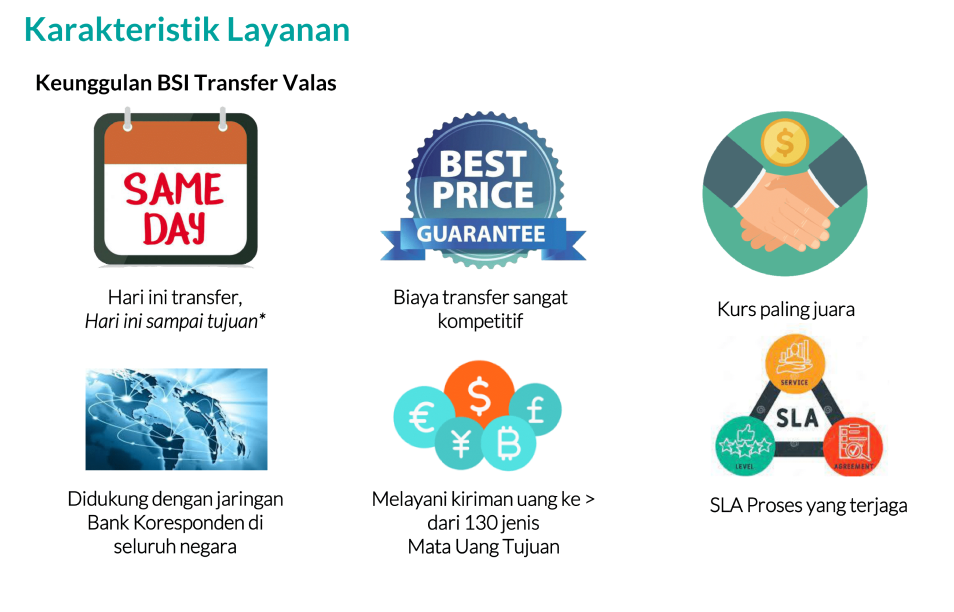 Karakteristik Layanan
Keunggulan BSI Transfer Valas
SAME
DAY
BEST
PRICE
GUARANTEE
Hari ini transfer,
Hari ini sampai tujuan*
Biaya transfer sangat
kompetitif
Kurs paling juara
SERVICE
SLA
LEVEL
AGREEMENT
Didukung dengan jaringan
Bank Koresponden di
seluruh negara
Melayani kiriman uang ke >
dari 130 jenis
Mata Uang Tujuan
SLA Proses yang terjaga